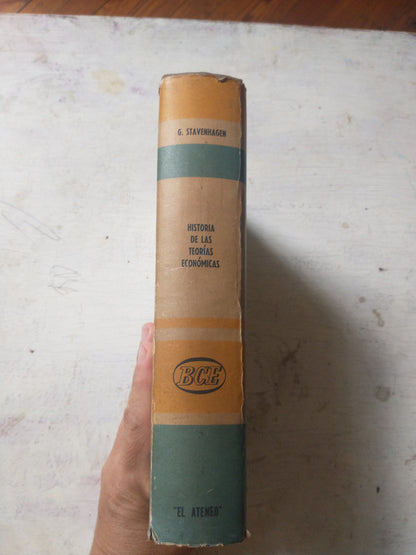 G. STAVENHAGEN
HISTORIA
DE LAS
TEORÍAS
ECONÓMICAS
BCE
"EL ATENEO"